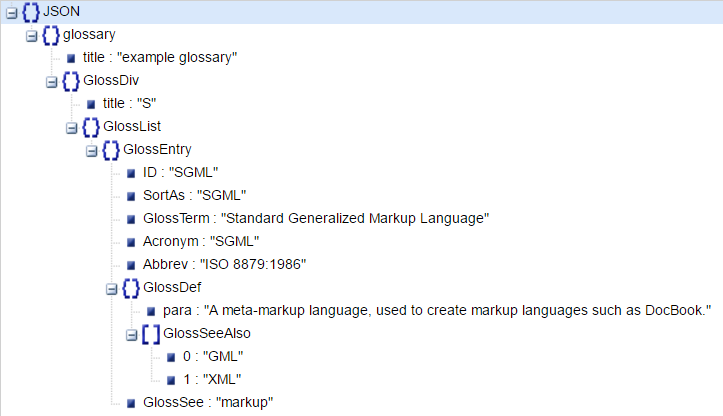 JSON
glossary
title : "example glossary"
GlossDiv
title : "S"
GlossList
GlossEntry
ID : "SGML"
SortAs : "SGML"
GlossTerm : "Standard Generalized Markup Language"
Acronym : "SGML"
Abbrev : "ISO 8879:1986"
GlossDef
para : "A meta-markup language, used to create markup languages such as DocBook."
GlossSeeAlso
0 : "GML"
1 : "XML"
GlossSee : "markup"